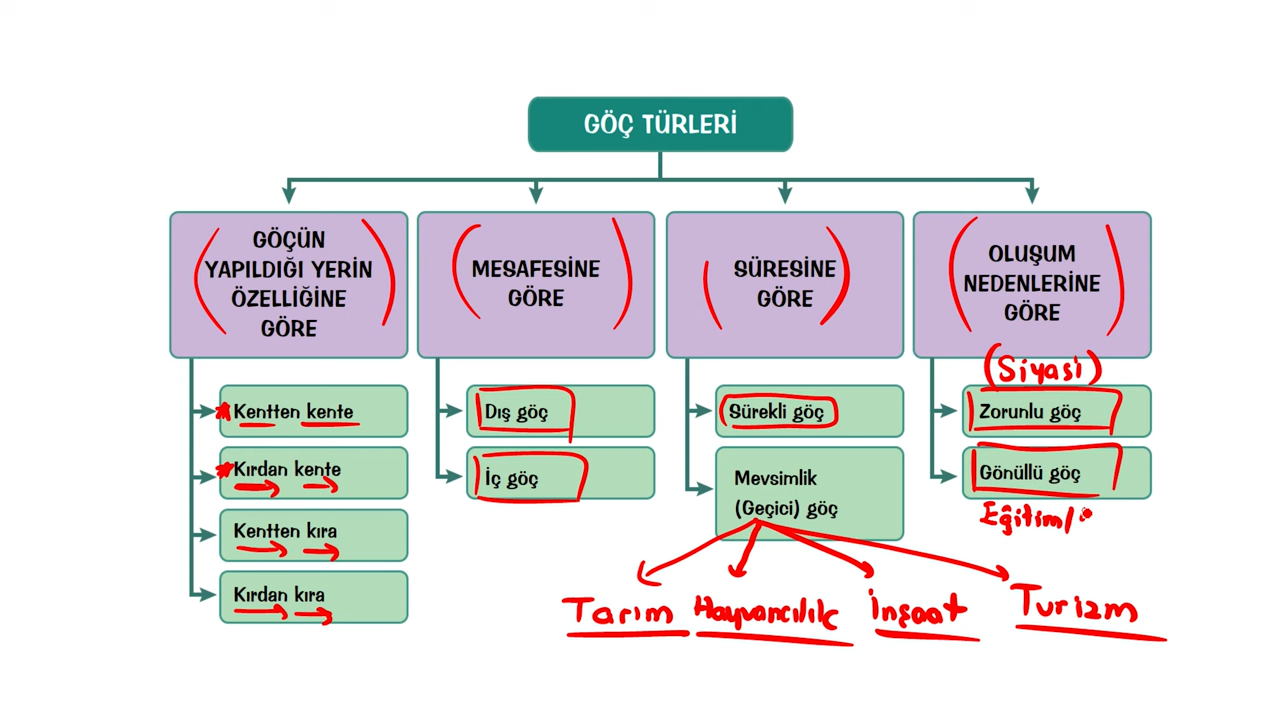 GÖÇ TÜRLERİ
GÖÇÜN
YAPILDIĞI YERİN
ÖZELLİĞİNE
GÖRE
Kentten kente
Kırdan kente
Kentten kıra
Kırdan kıra
MESAFESİNE
GÖRE
Dış göç
İç göç
SÜRESİNE
GÖRE
Sürekli göç
Mevsimlik
(Geçici) göç
Tarım Hayvancılık İnşaat Turizm
OLUŞUM
NEDENLERİNE
GÖRE
(Siyasi)
Zorunlu göç
Gönüllü göç
Eğitim/